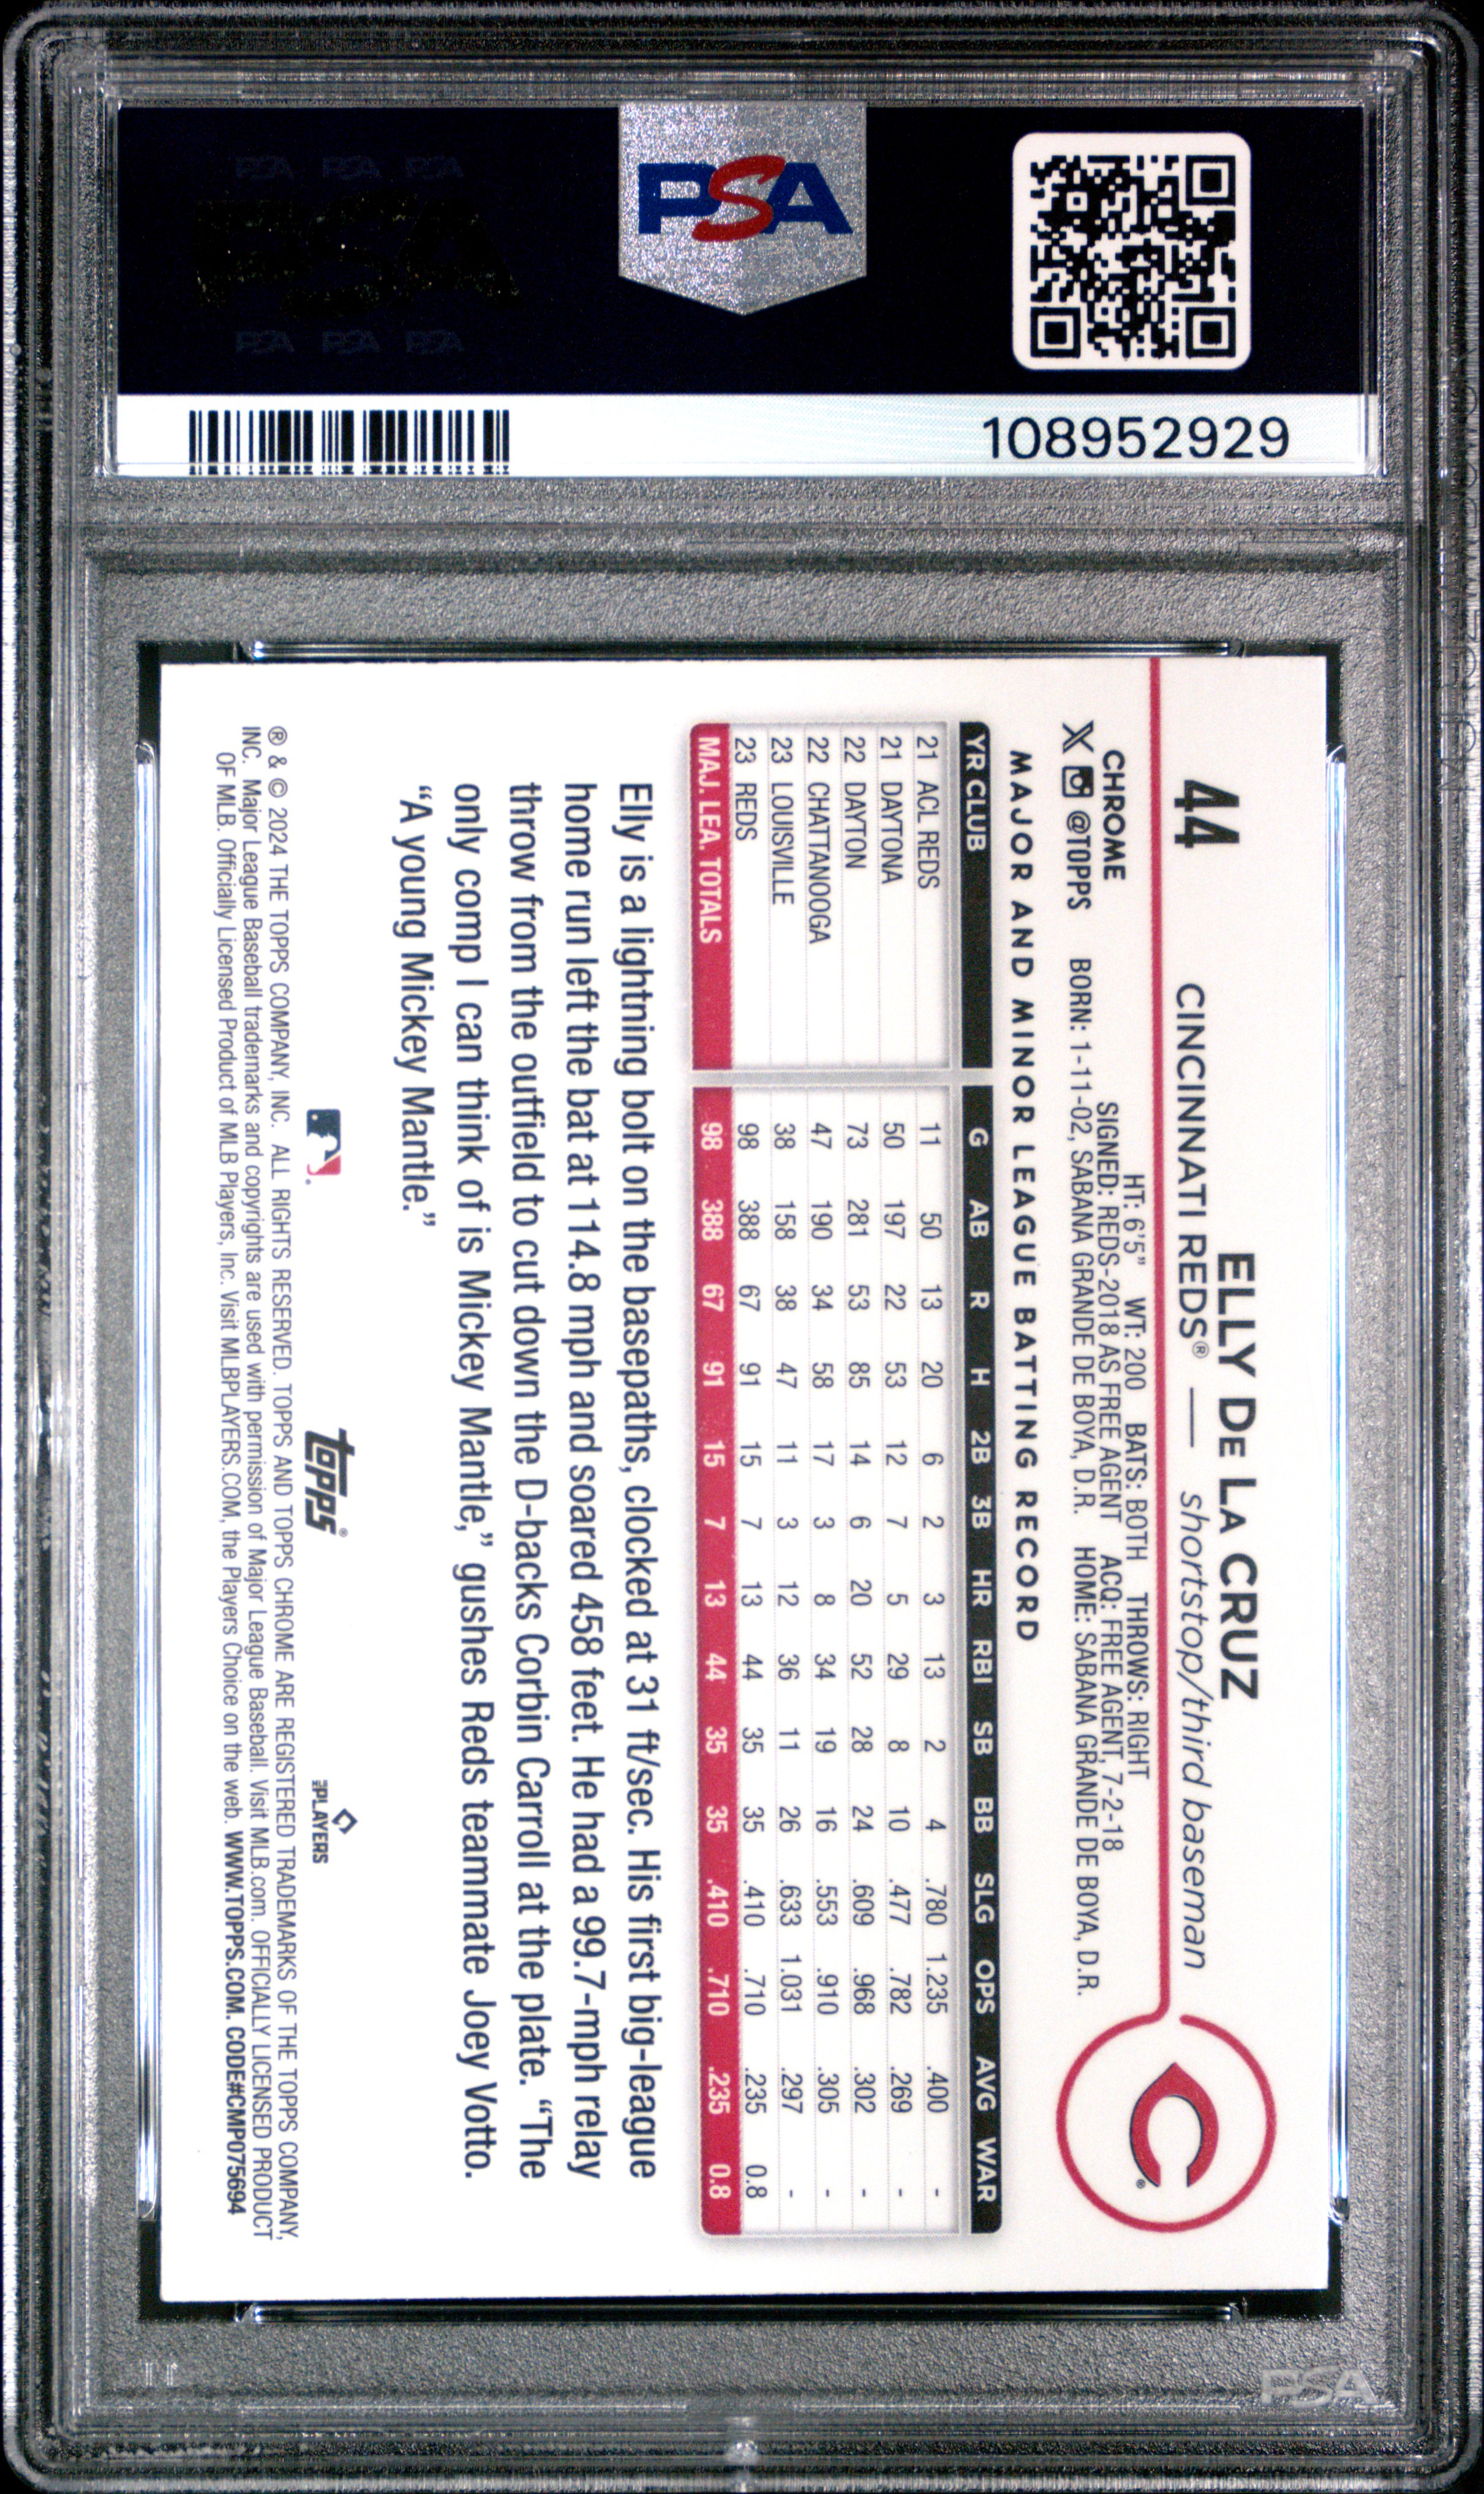 PSA
108952929
44
ELLY DE LA CRUZ
CINCINNATI REDS® — shortstop/third baseman
HT: 6'5" WT: 200 BATS: BOTH THROWS: RIGHT
CHROME SIGNED: REDS-2018 AS FREE AGENT ACQ: FREE AGENT, 7-2-18
X @TOPPS BORN: 1-11-02, SABANA GRANDE DE BOYA, D.R. HOME: SABANA GRANDE DE BOYA, D.R.
MAJOR AND MINOR LEAGUE BATTING RECORD
YR CLUB G AB R H 2B 3B HR RBI SB BB SLG OPS AVG WAR
21 ACL REDS 11 50 13 20 6 2 3 13 2 4 .780 1.235 .400 -
21 DAYTONA 50 197 22 53 12 7 5 29 8 10 .477 .782 .269 -
22 DAYTON 73 281 53 85 14 6 20 52 28 24 .609 .968 .302 -
22 CHATTANOOGA 47 190 34 58 17 3 8 34 19 16 .553 .910 .305 -
23 LOUISVILLE 38 158 38 47 11 3 12 36 11 26 .633 1.031 .297 -
23 REDS 98 388 67 91 15 7 13 44 35 35 .410 .710 .235 0.8
MAJ. LEA. TOTALS 98 388 67 91 15 7 13 44 35 35 .410 .710 .235 0.8
Elly is a lightning bolt on the basepaths, clocked at 31 ft/sec. His first big-league
home run left the bat at 114.8 mph and soared 458 feet. He had a 99.7-mph relay
throw from the outfield to cut down the D-backs Corbin Carroll at the plate. “The
only comp I can think of is Mickey Mantle,” gushes Reds teammate Joey Votto.
“A young Mickey Mantle.”
topps®
PLAYERS
® & © 2024 THE TOPPS COMPANY, INC. ALL RIGHTS RESERVED. TOPPS AND TOPPS CHROME ARE REGISTERED TRADEMARKS OF THE TOPPS COMPANY,
INC. Major League Baseball trademarks and copyrights are used with permission of Major League Baseball. Visit MLB.com. OFFICIALLY LICENSED PRODUCT
OF MLB. Officially Licensed Product of MLB Players, Inc. Visit MLBPLAYERS.COM, the Players Choice on the web. WWW.TOPPS.COM. CODE#CMP075694
PSA